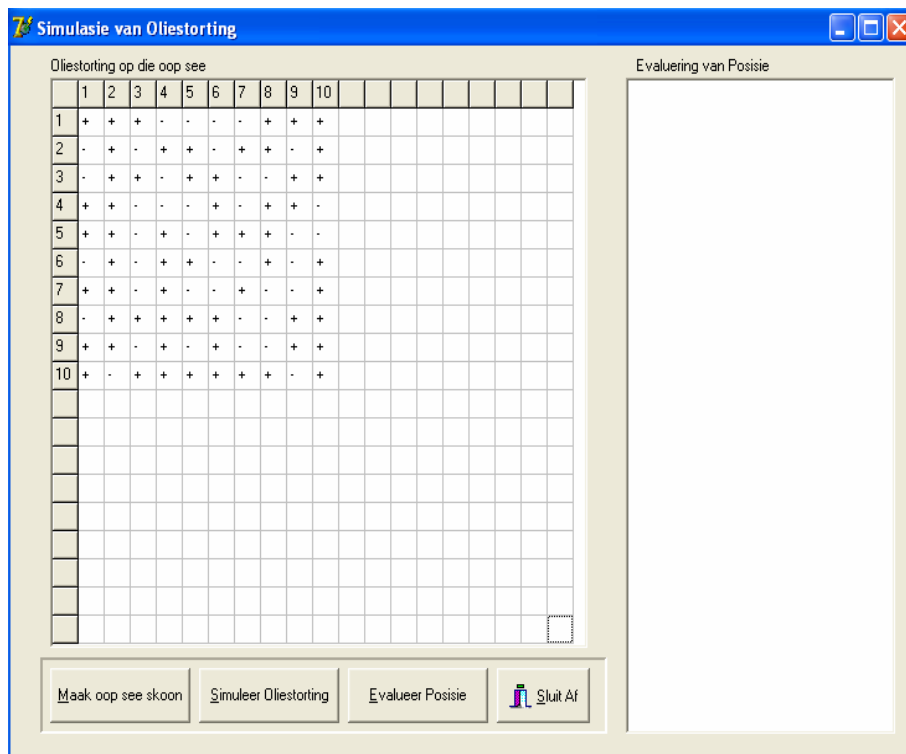 Simulasie van Oliestorting
Oliestorting op die oop see
Evaluering van Posisie
1 2 3 4 5 6 7 8 9 10
1 + + + - - - - + + +
2 - + - + + - + + - +
3 - + + - + + - - + +
4 + + - - - + - + + -
5 + + - + - + + + - -
6 - + - + + - - + - +
7 + + - + - - + - - +
8 - + + + + + - - + +
9 + + - + - + - - + +
10 + - + + + + + + - +
Maak oop see skoon
Simuleer Oliestorting
Evalueer Posisie
Sluit Af